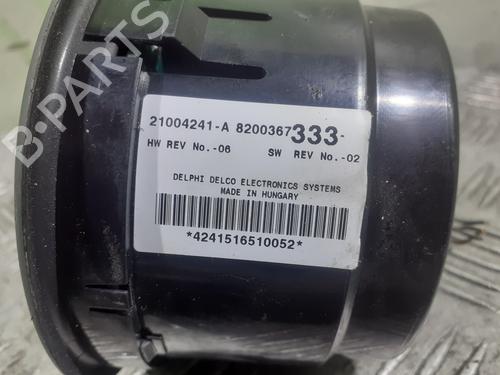 B-PARTS
21004241-A 8200367333-
HW REV No.-06 SW REV No.-02
DELPHI DELCO ELECTRONICS SYSTEMS
MADE IN HUNGARY
*4241516510052*